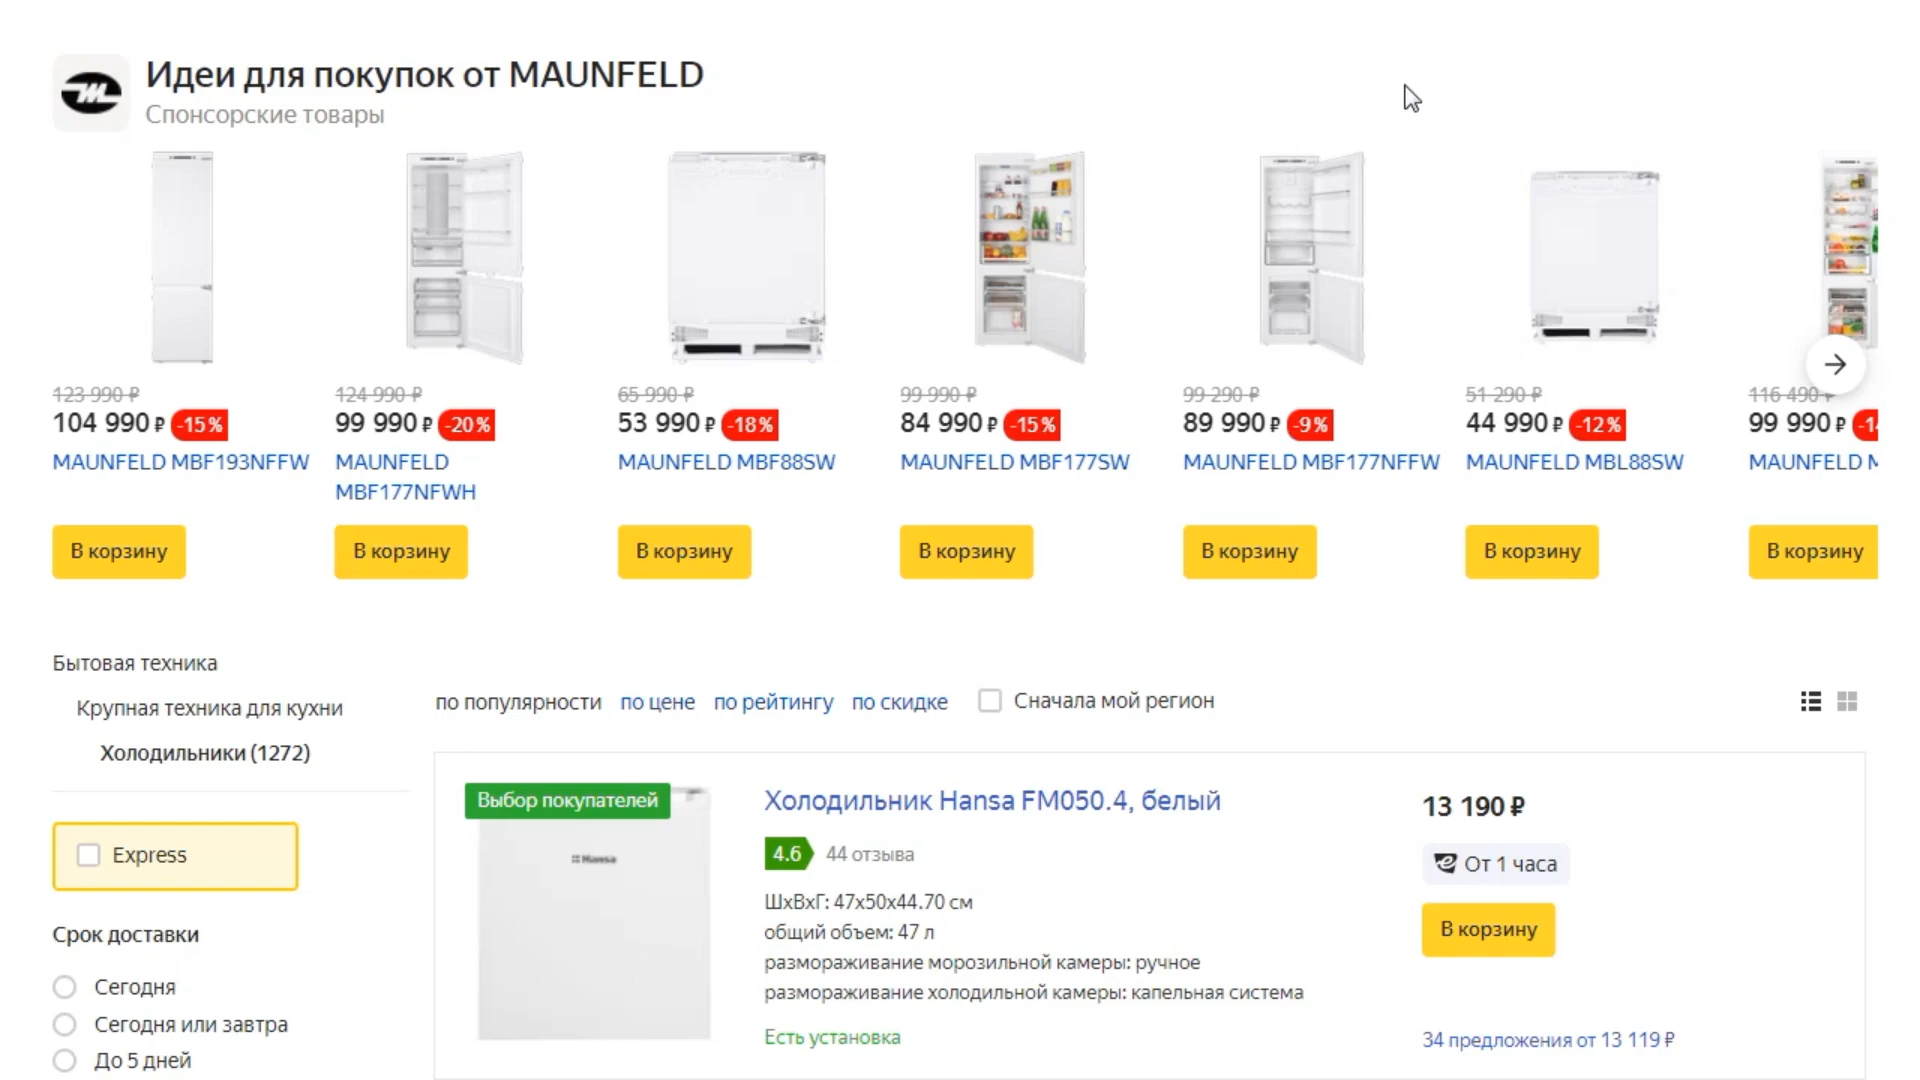 Идеи для покупок от MAUNFELD
Спонсорские товары
123 990 ₽
104 990 ₽ -15%
MAUNFELD MBF193NFFW
В корзину
124 990 ₽
99 990 ₽ -20%
MAUNFELD
MBF177NFWH
В корзину
65 990 ₽
53 990 ₽ -18%
MAUNFELD MBF88SW
В корзину
99 990 ₽
84 990 ₽ -15%
MAUNFELD MBF177SW
В корзину
99 290 ₽
89 990 ₽ -9%
MAUNFELD MBF177NFFW
В корзину
51 290 ₽
44 990 ₽ -12%
MAUNFELD MBL88SW
В корзину
116 490 ₽
99 990 ₽
MAUNFELD
В корзину
Бытовая техника
Крупная техника для кухни
Холодильники (1272)
Express
Срок доставки
Сегодня
Сегодня или завтра
До 5 дней
по популярности по цене по рейтингу по скидке Сначала мой регион
Выбор покупателей
Hansa
Холодильник Hansa FM050.4, белый
4.6 44 отзыва
ШхВхГ: 47х50х44.70 см
общий объем: 47 л
размораживание морозильной камеры: ручное
размораживание холодильной камеры: капельная система
Есть установка
13 190 ₽
От 1 часа
В корзину
34 предложения от 13 119 ₽